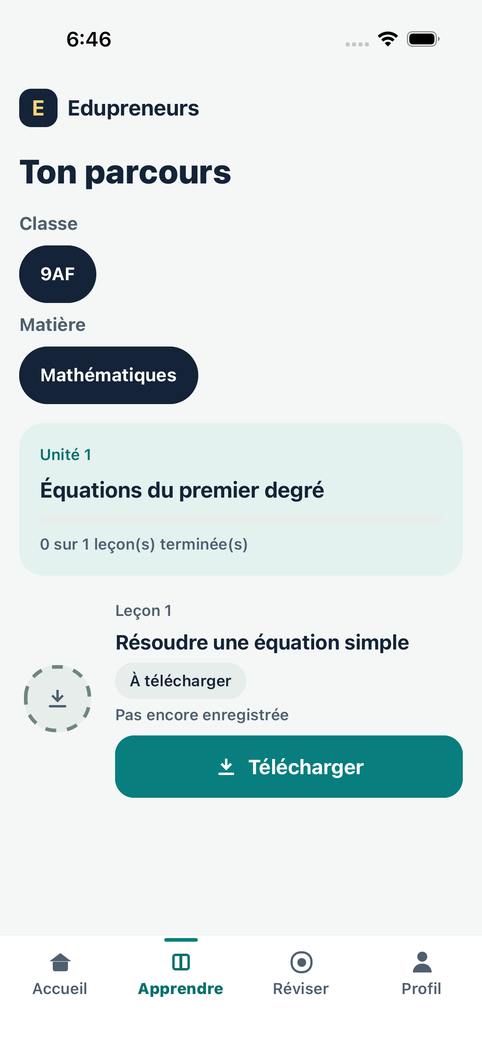 6:46
E Edupreneurs
Ton parcours
Classe
9AF
Matière
Mathématiques
Unité 1
Équations du premier degré
0 sur 1 leçon(s) terminée(s)
Leçon 1
Résoudre une équation simple
À télécharger
Pas encore enregistrée
Télécharger
Accueil Apprendre Réviser Profil